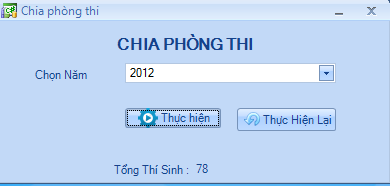 Chia phòng thi
CHIA PHÒNG THI
Chọn Năm
2012
Thực hiện
Thực Hiện Lại
Tổng Thí Sinh : 78